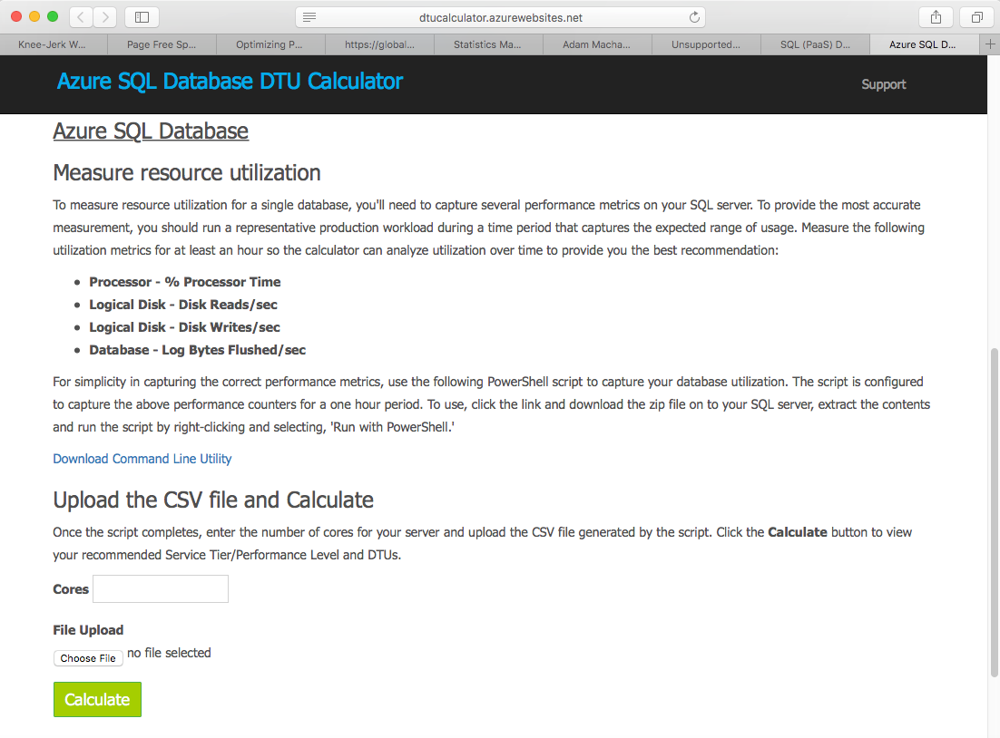 dtucalculator.azurewebsites.net
Knee-Jerk W...
Page Free Sp...
Optimizing P...
https://global...
Statistics Ma...
Adam Macha...
Unsupported...
SQL (PaaS) D...
Azure SQL D...
Azure SQL Database DTU Calculator
Support
Azure SQL Database
Measure resource utilization
To measure resource utilization for a single database, you'll need to capture several performance metrics on your SQL server. To provide the most accurate
measurement, you should run a representative production workload during a time period that captures the expected range of usage. Measure the following
utilization metrics for at least an hour so the calculator can analyze utilization over time to provide you the best recommendation:
• Processor - % Processor Time
• Logical Disk - Disk Reads/sec
• Logical Disk - Disk Writes/sec
• Database - Log Bytes Flushed/sec
For simplicity in capturing the correct performance metrics, use the following PowerShell script to capture your database utilization. The script is configured
to capture the above performance counters for a one hour period. To use, click the link and download the zip file on to your SQL server, extract the contents
and run the script by right-clicking and selecting, 'Run with PowerShell.'
Download Command Line Utility
Upload the CSV file and Calculate
Once the script completes, enter the number of cores for your server and upload the CSV file generated by the script. Click the Calculate button to view
your recommended Service Tier/Performance Level and DTUs.
Cores
File Upload
Choose File no file selected
Calculate